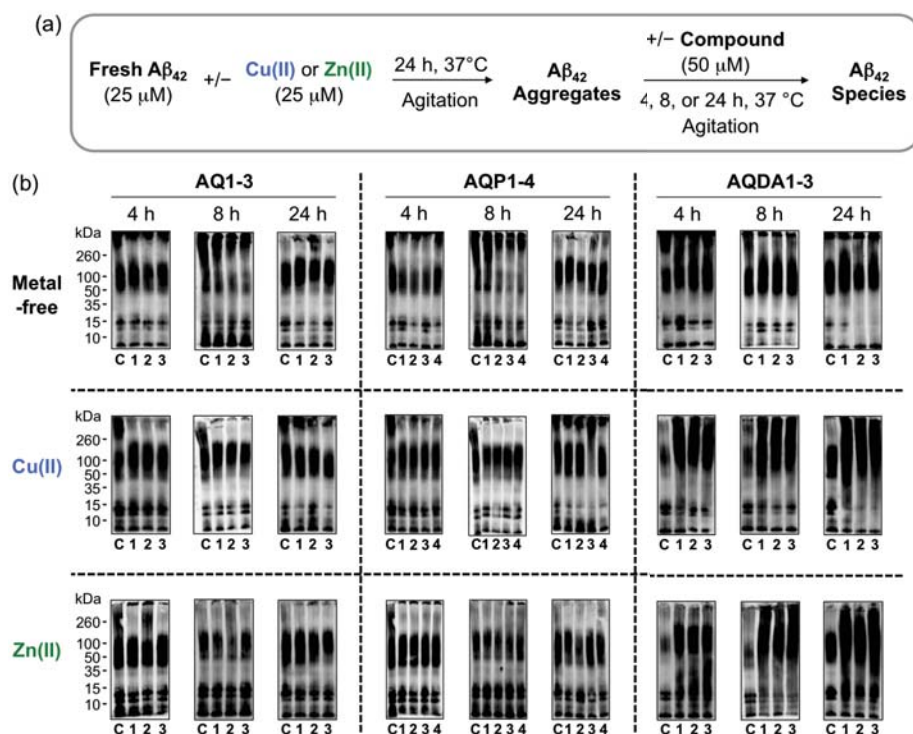 (a)
Fresh Aβ42 +/− Cu(II) or Zn(II) 24 h, 37°C Aβ42 +/− Compound Aβ42
(25 μM) (25 μM) Agitation Aggregates (50 μM) Species
4, 8, or 24 h, 37 °C
Agitation
(b)
AQ1-3 AQP1-4 AQDA1-3
4 h 8 h 24 h 4 h 8 h 24 h 4 h 8 h 24 h
kDa
260
100
50
35
15
10
Metal
-free
C 1 2 3 C 1 2 3 C 1 2 3 C 1 2 3 4 C 1 2 3 4 C 1 2 3 4 C 1 2 3 C 1 2 3 C 1 2 3
kDa
260
100
50
35
15
10
Cu(II)
C 1 2 3 C 1 2 3 C 1 2 3 C 1 2 3 4 C 1 2 3 4 C 1 2 3 4 C 1 2 3 C 1 2 3 C 1 2 3
kDa
260
100
50
35
15
10
Zn(II)
C 1 2 3 C 1 2 3 C 1 2 3 C 1 2 3 4 C 1 2 3 4 C 1 2 3 4 C 1 2 3 C 1 2 3 C 1 2 3